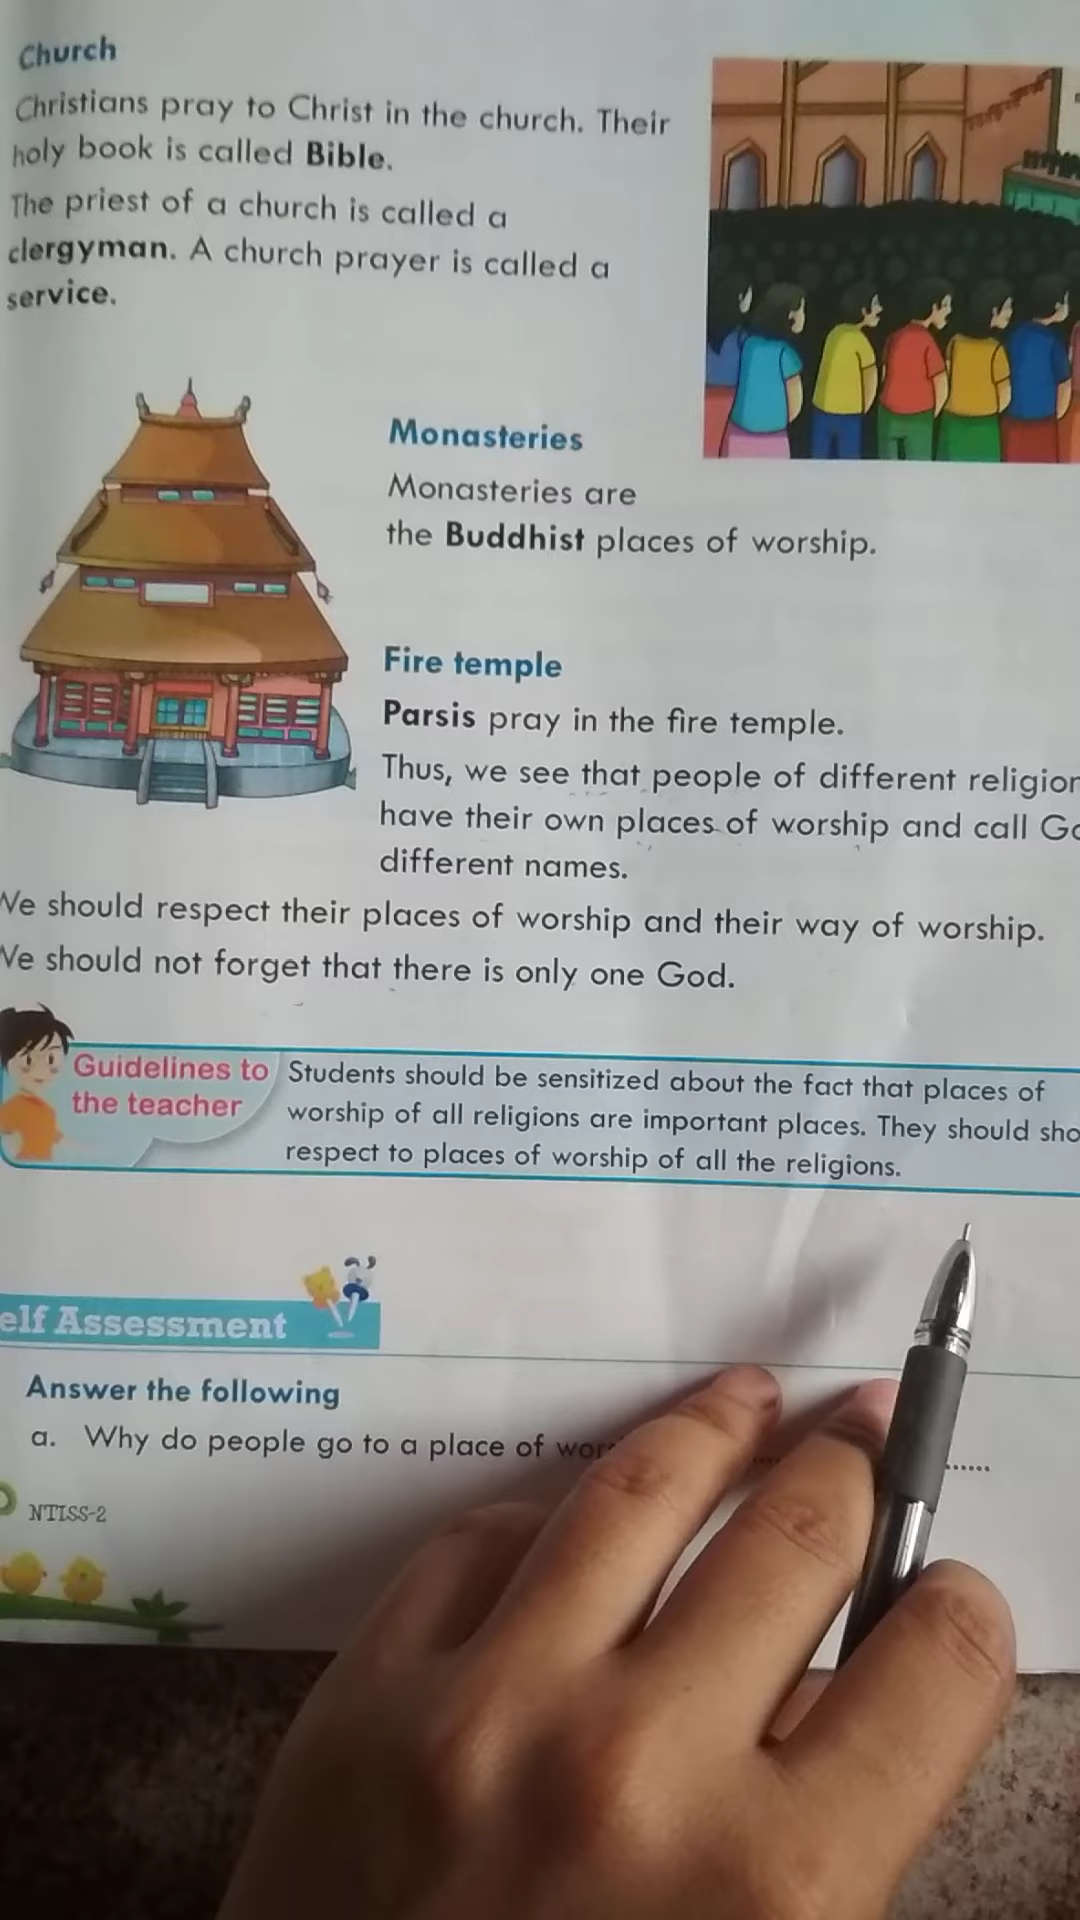 Church
Christians pray to Christ in the church. Their
holy book is called Bible.
The priest of a church is called a
clergyman. A church prayer is called a
service.
Monasteries
Monasteries are
the Buddhist places of worship.
Fire temple
Parsis pray in the fire temple.
Thus, we see that people of different religion
have their own places of worship and call Go
different names.
We should respect their places of worship and their way of worship.
We should not forget that there is only one God.
Guidelines to
the teacher
Students should be sensitized about the fact that places of
worship of all religions are important places. They should sho
respect to places of worship of all the religions.
elf Assessment
Answer the following
a. Why do people go to a place of wor
NTISS-2